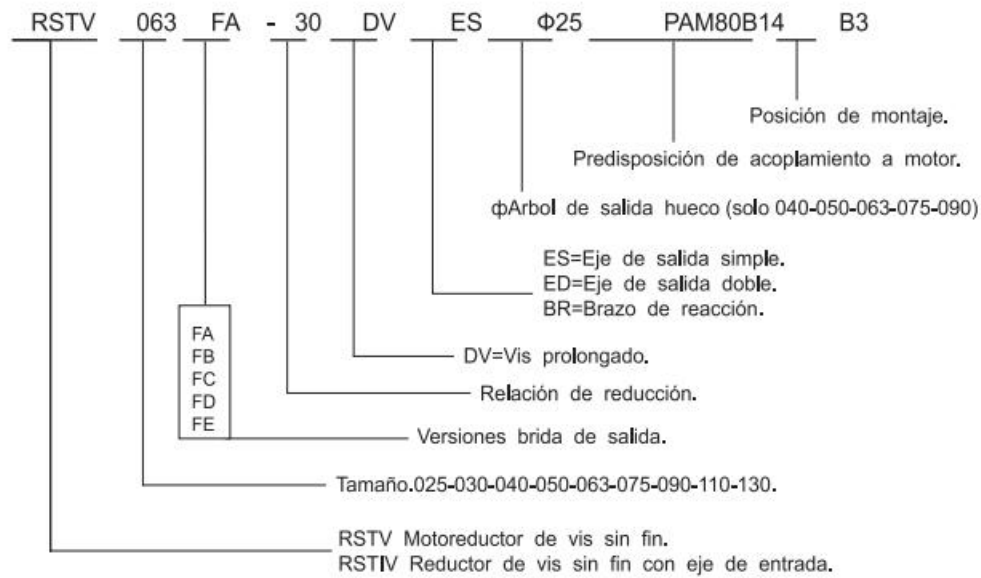 RSTV 063 FA - 30 DV ES Φ25 PAM80B14 B3
Posición de montaje.
Predisposición de acoplamiento a motor.
φArbol de salida hueco (solo 040-050-063-075-090)
ES=Eje de salida simple.
ED=Eje de salida doble.
BR=Brazo de reacción.
FA
FB
FC
FD
FE
DV=Vis prolongado.
Relación de reducción.
Versiones brida de salida.
Tamaño.025-030-040-050-063-075-090-110-130.
RSTV Motoreductor de vis sin fin.
RSTIV Reductor de vis sin fin con eje de entrada.